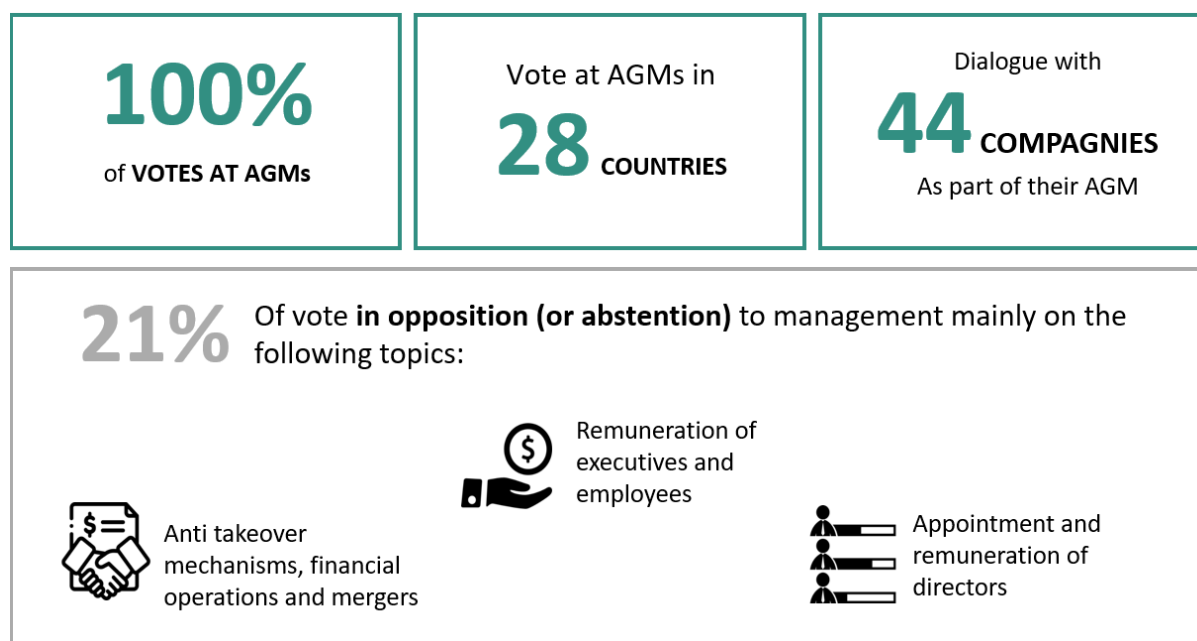 100%
of VOTES AT AGMs
Vote at AGMs in
28 COUNTRIES
Dialogue with
44 COMPAGNIES
As part of their AGM
21%
Of vote in opposition (or abstention) to management mainly on the
following topics:
Remuneration of
executives and
employees
Anti takeover
mechanisms, financial
operations and mergers
Appointment and
remuneration of
directors